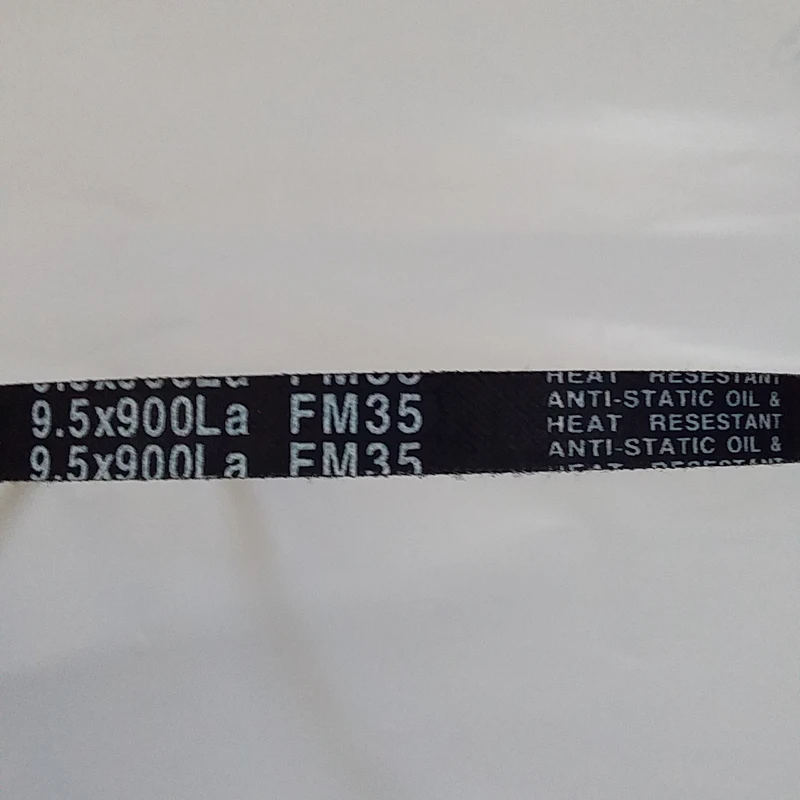 HEAT RESESTANT
9.5x900La FM35 ANTI-STATIC OIL &
HEAT RESESTANT
9.5x900La FM35 ANTI-STATIC OIL &